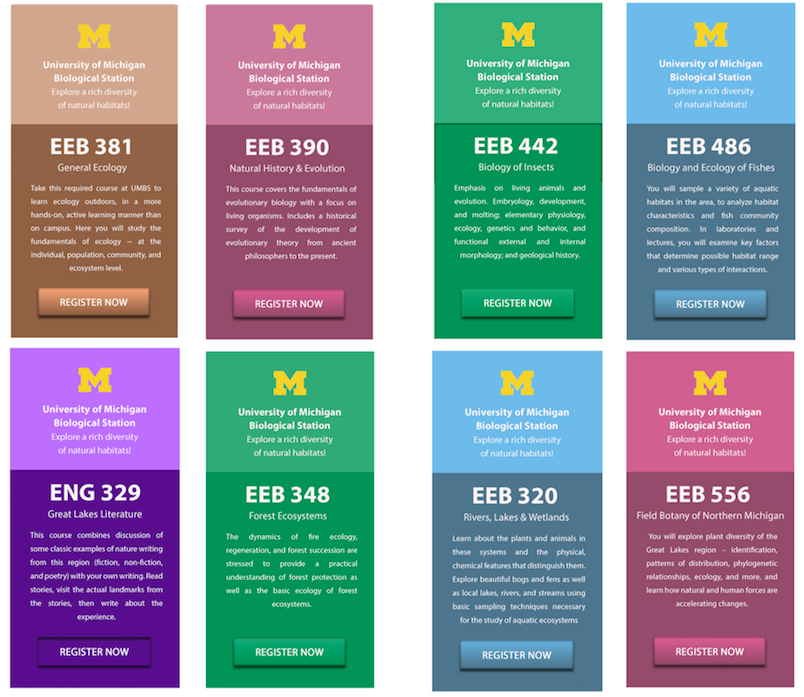 M
University of Michigan
Biological Station
Explore a rich diversity
of natural habitats!
EEB 381
General Ecology
Take this required course at UMBS to
learn ecology outdoors, in a more
hands-on, active learning manner than
on campus. Here you will study the
fundamentals of ecology – at the
individual, population, community, and
ecosystem level.
REGISTER NOW
M
University of Michigan
Biological Station
Explore a rich diversity
of natural habitats!
EEB 390
Natural History & Evolution
This course covers the fundamentals of
evolutionary biology with a focus on
living organisms. Includes a historical
survey of the development of
evolutionary theory from ancient
philosophers to the present.
REGISTER NOW
M
University of Michigan
Biological Station
Explore a rich diversity
of natural habitats!
EEB 442
Biology of Insects
Emphasis on living animals and
evolution. Embryology, development,
and molting; elementary physiology,
ecology, genetics and behavior, and
functional external and internal
morphology; and geological history.
REGISTER NOW
M
University of Michigan
Biological Station
Explore a rich diversity
of natural habitats!
EEB 486
Biology and Ecology of Fishes
You will sample a variety of aquatic
habitats in the area, to analyze habitat
characteristics and fish community
composition. In laboratories and
lectures, you will examine key factors
that determine possible habitat range
and various types of interactions.
REGISTER NOW
M
University of Michigan
Biological Station
Explore a rich diversity
of natural habitats!
ENG 329
Great Lakes Literature
This course combines discussion of
some classic examples of nature writing
from this region (fiction, non-fiction,
and poetry) with your own writing. Read
stories, visit the actual landmarks from
the stories, then write about the
experience.
REGISTER NOW
M
University of Michigan
Biological Station
Explore a rich diversity
of natural habitats!
EEB 348
Forest Ecosystems
The dynamics of fire ecology,
regeneration, and forest succession are
stressed to provide a practical
understanding of forest protection as
well as the basic ecology of forest
ecosystems.
REGISTER NOW
M
University of Michigan
Biological Station
Explore a rich diversity
of natural habitats!
EEB 320
Rivers, Lakes & Wetlands
Learn about the plants and animals in
these systems and the physical,
chemical features that distinguish them.
Explore beautiful bogs and fens as well
as local lakes, rivers, and streams using
basic sampling techniques necessary
for the study of aquatic ecosystems
REGISTER NOW
M
University of Michigan
Biological Station
Explore a rich diversity
of natural habitats!
EEB 556
Field Botany of Northern Michigan
You will explore plant diversity of the
Great Lakes region – identification,
patterns of distribution, phylogenetic
relationships, ecology, and more, and
learn how natural and human forces are
accelerating changes.
REGISTER NOW